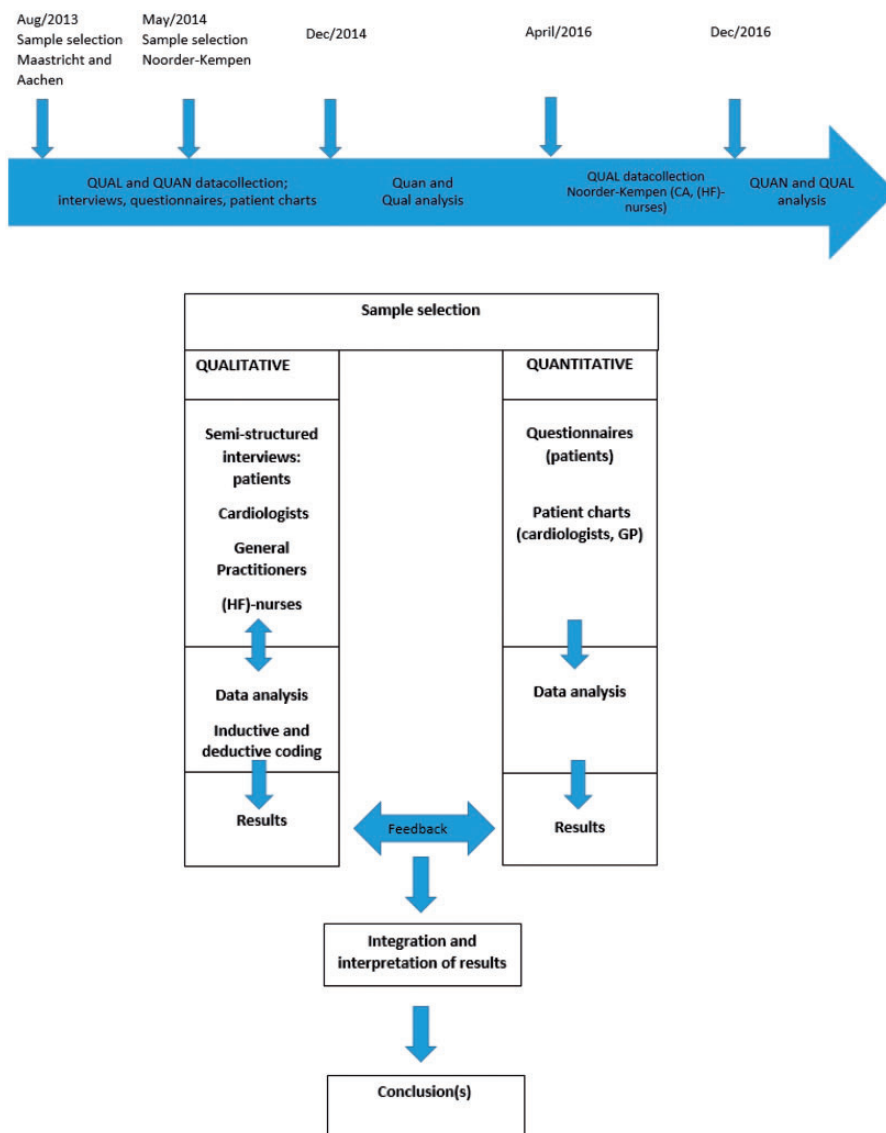 Aug/2013
Sample selection
Maastricht and
Aachen
May/2014
Sample selection
Noorder-Kempen
Dec/2014
April/2016
Dec/2016
QUAL and QUAN datacollection;
interviews, questionnaires, patient charts
Quan and
Qual analysis
QUAL datacollection
Noorder-Kempen (CA, (HF)-
nurses)
QUAN and QUAL
analysis
Sample selection
QUALITATIVE
Semi-structured
interviews:
patients
Cardiologists
General
Practitioners
(HF)-nurses
Data analysis
Inductive and
deductive coding
Results
QUANTITATIVE
Questionnaires
(patients)
Patient charts
(cardiologists, GP)
Data analysis
Results
Feedback
Integration and
interpretation of results
Conclusion(s)